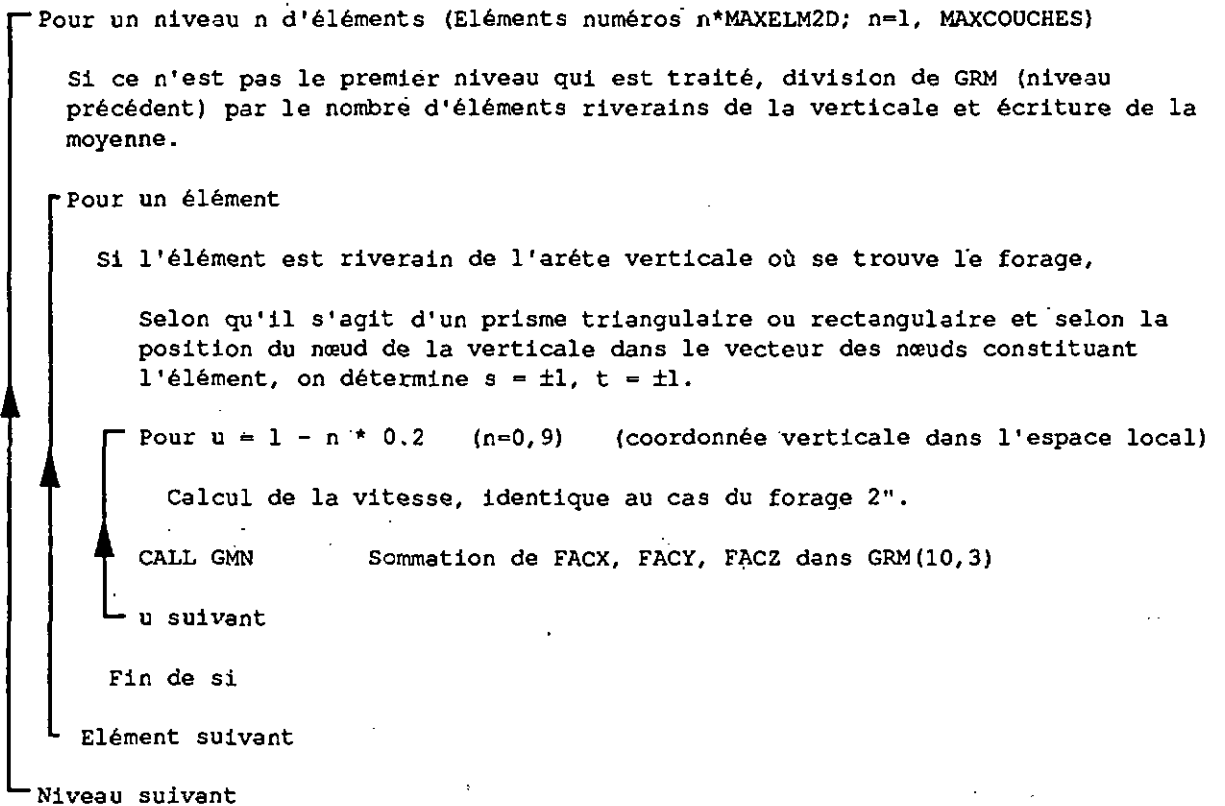 Pour un niveau n d'éléments (Eléments numéros n*MAXELM2D; n=1, MAXCOUCHES)
Si ce n'est pas le premier niveau qui est traité, division de GRM (niveau
précédent) par le nombre d'éléments riverains de la verticale et écriture de la
moyenne.
Pour un élément
Si l'élément est riverain de l'aréte verticale où se trouve le forage,
Selon qu'il s'agit d'un prisme triangulaire ou rectangulaire et selon la
position du nœud de la verticale dans le vecteur des nœuds constituant
l'élément, on détermine s = ±1, t = ±1.
Pour u = 1 - n * 0.2 (n=0,9) (coordonnée verticale dans l'espace local)
Calcul de la vitesse, identique au cas du forage 2".
CALL GMN Sommation de FACX, FACY, FACZ dans GRM(10,3)
u suivant
Fin de si
Elément suivant
Niveau suivant